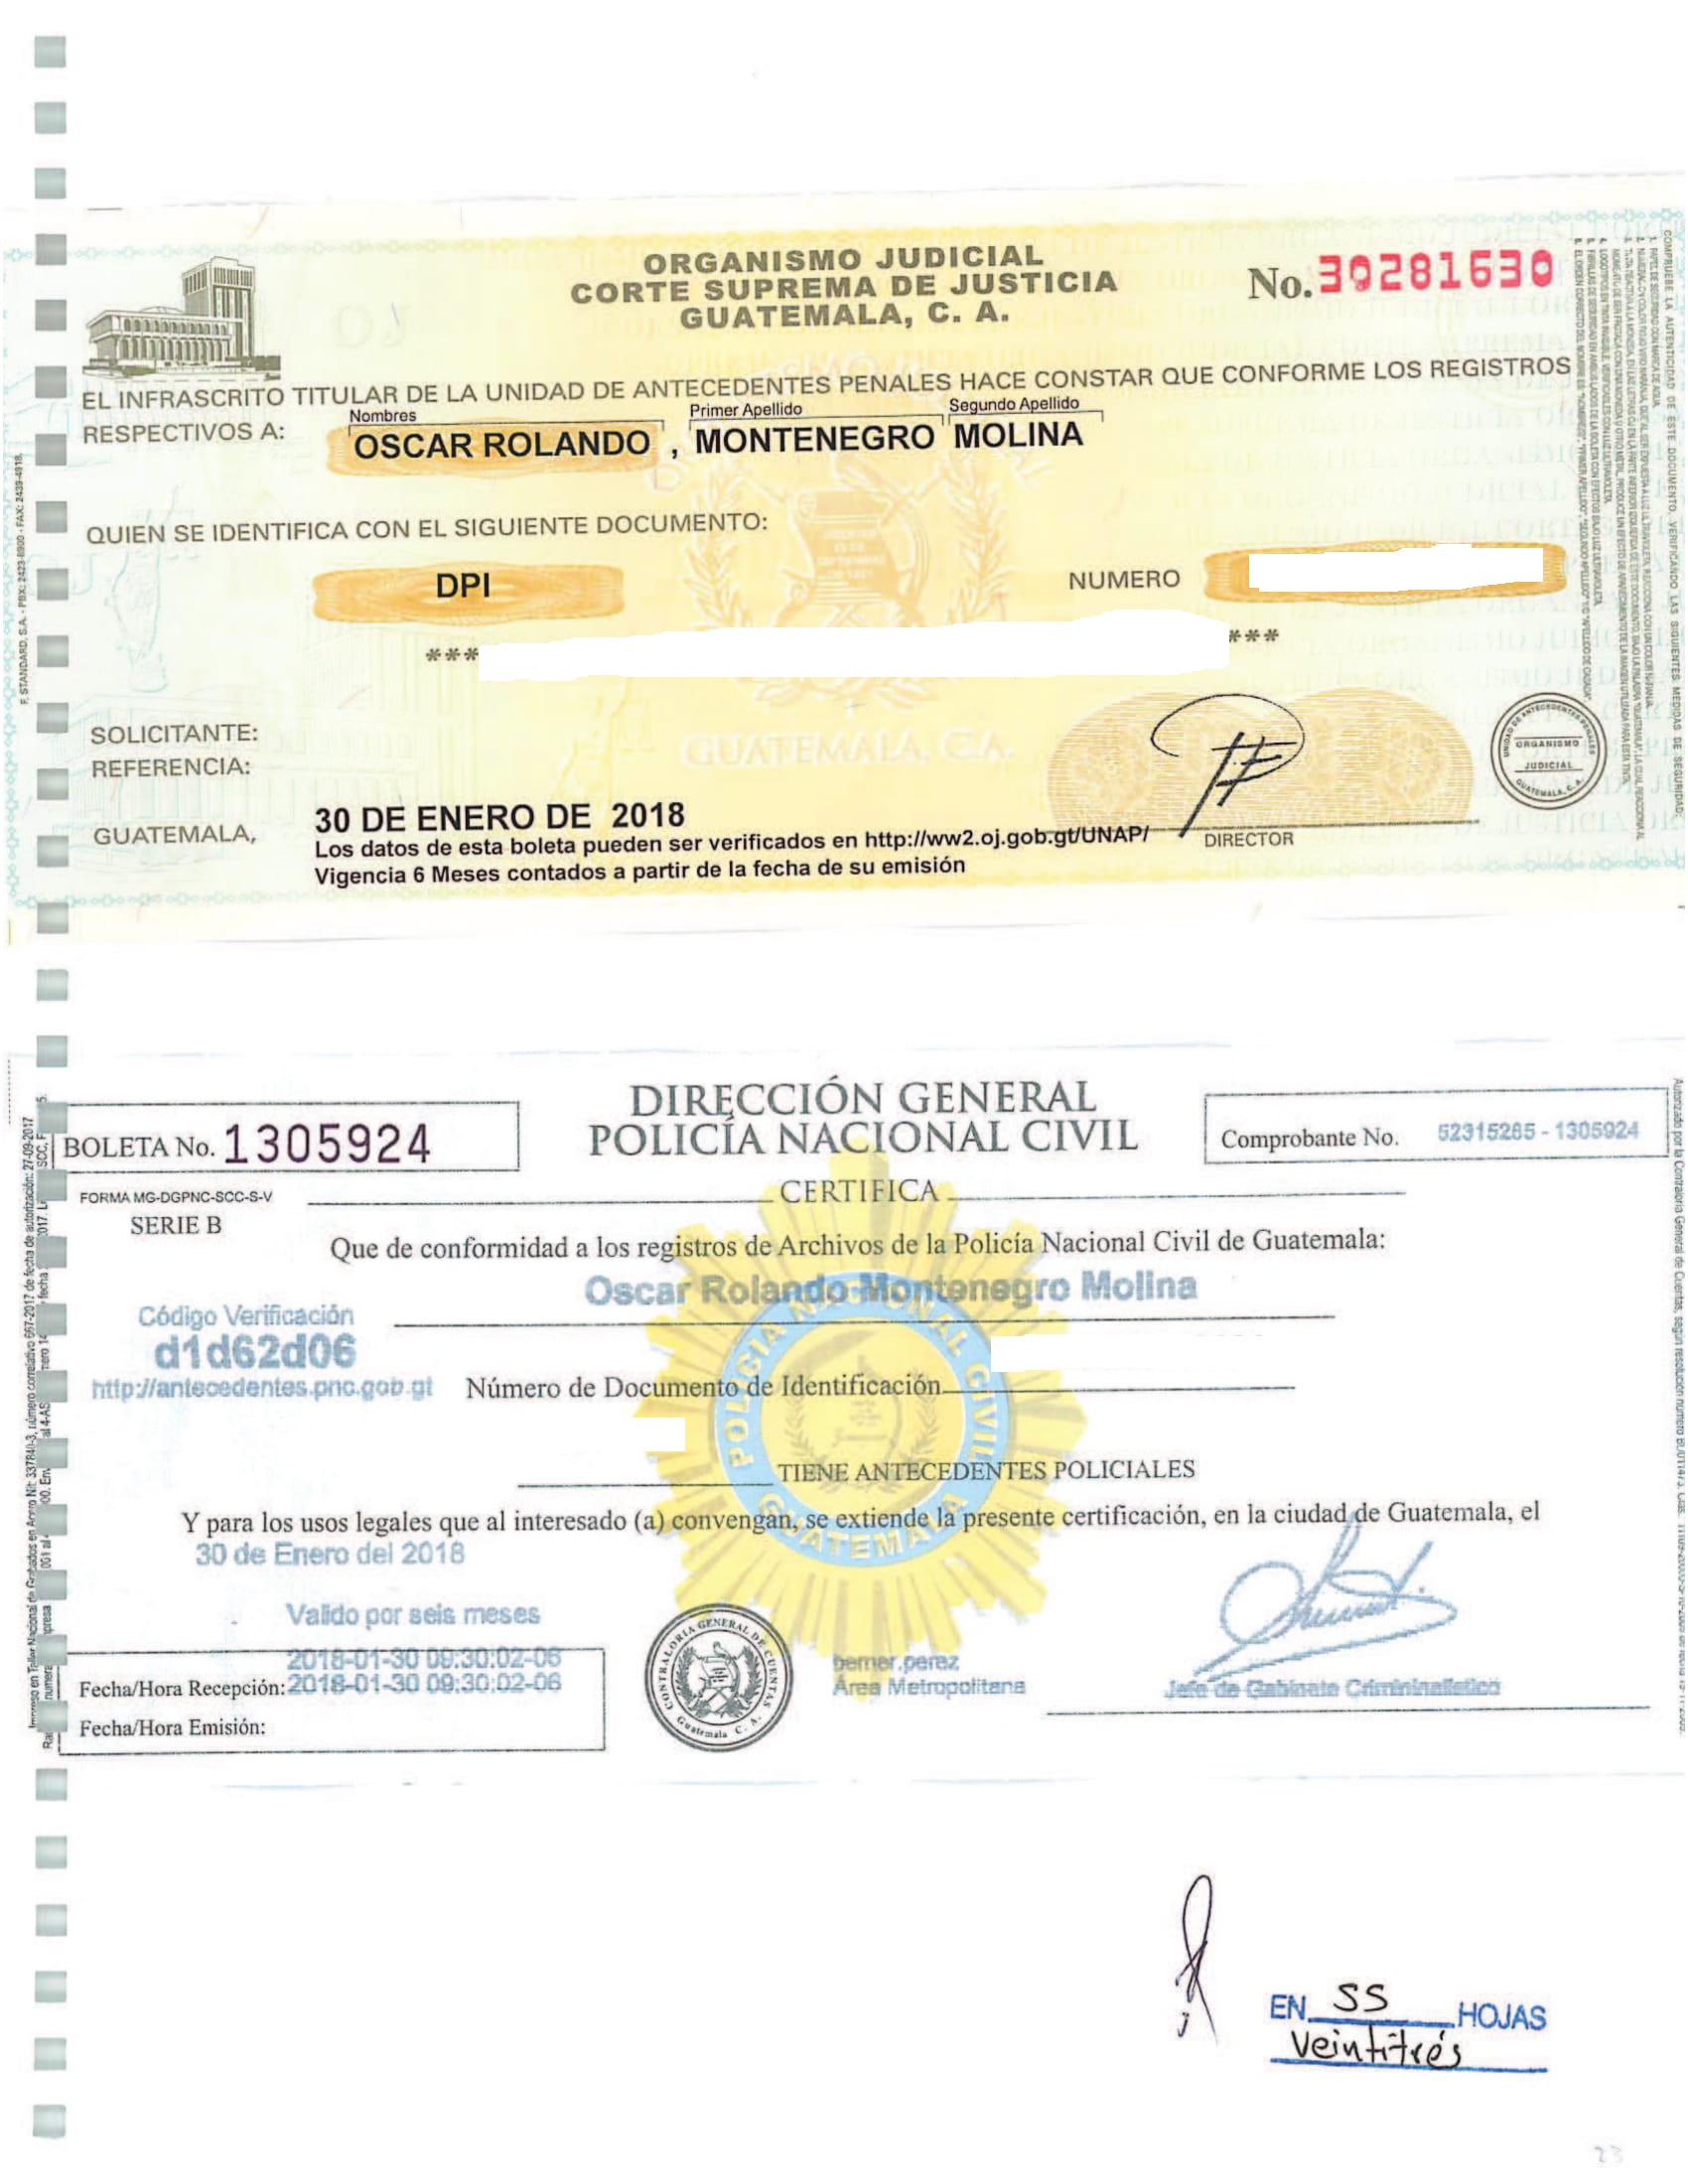 ORGANISMO JUDICIAL
CORTE SUPREMA DE JUSTICIA
GUATEMALA, C. A.
No. 39281630
EL INFRASCRITO TITULAR DE LA UNIDAD DE ANTECEDENTES PENALES HACE CONSTAR QUE CONFORME LOS REGISTROS
RESPECTIVOS A:
Nombres Primer Apellido Segundo Apellido
OSCAR ROLANDO , MONTENEGRO MOLINA
QUIEN SE IDENTIFICA CON EL SIGUIENTE DOCUMENTO:
DPI NUMERO
*** ***
SOLICITANTE:
REFERENCIA:
GUATEMALA, C.A.
GUATEMALA, 30 DE ENERO DE 2018
Los datos de esta boleta pueden ser verificados en http://ww2.oj.gob.gt/UNAP/
Vigencia 6 Meses contados a partir de la fecha de su emisión
DIRECTOR
UNIDAD DE ANTECEDENTES PENALES
ORGANISMO
JUDICIAL
GUATEMALA, C. A.
F. STANDARD, S.A. - PBX: 2423-8900 - FAX: 2439-4918.
COMPRUEBE LA AUTENTICIDAD DE ESTE DOCUMENTO, VERIFICANDO LAS SIGUIENTES MEDIDAS DE SEGURIDAD:
DIRECCIÓN GENERAL
POLICÍA NACIONAL CIVIL
BOLETA No. 1305924
Comprobante No. 52315285 - 1305924
FORMA MG-DGPNC-SCC-S-V
SERIE B
CERTIFICA
Que de conformidad a los registros de Archivos de la Policía Nacional Civil de Guatemala:
Oscar Rolando Montenegro Molina
Código Verificación
d1d62d06
http://antecedentes.pnc.gob.gt
Número de Documento de Identificación
POLICIA NACIONAL CIVIL
GUATEMALA
TIENE ANTECEDENTES POLICIALES
Y para los usos legales que al interesado (a) convengan, se extiende la presente certificación, en la ciudad de Guatemala, el
30 de Enero del 2018
Valido por seis meses
2018-01-30 09:30:02-06
Fecha/Hora Recepción: 2018-01-30 09:30:02-06
Fecha/Hora Emisión:
CONTRALORIA GENERAL DE CUENTAS
Guatemala C. A.
berner.perez
Área Metropolitana
Jefe de Gabinete Crimininalistico
EN SS HOJAS
Veintitrés
23